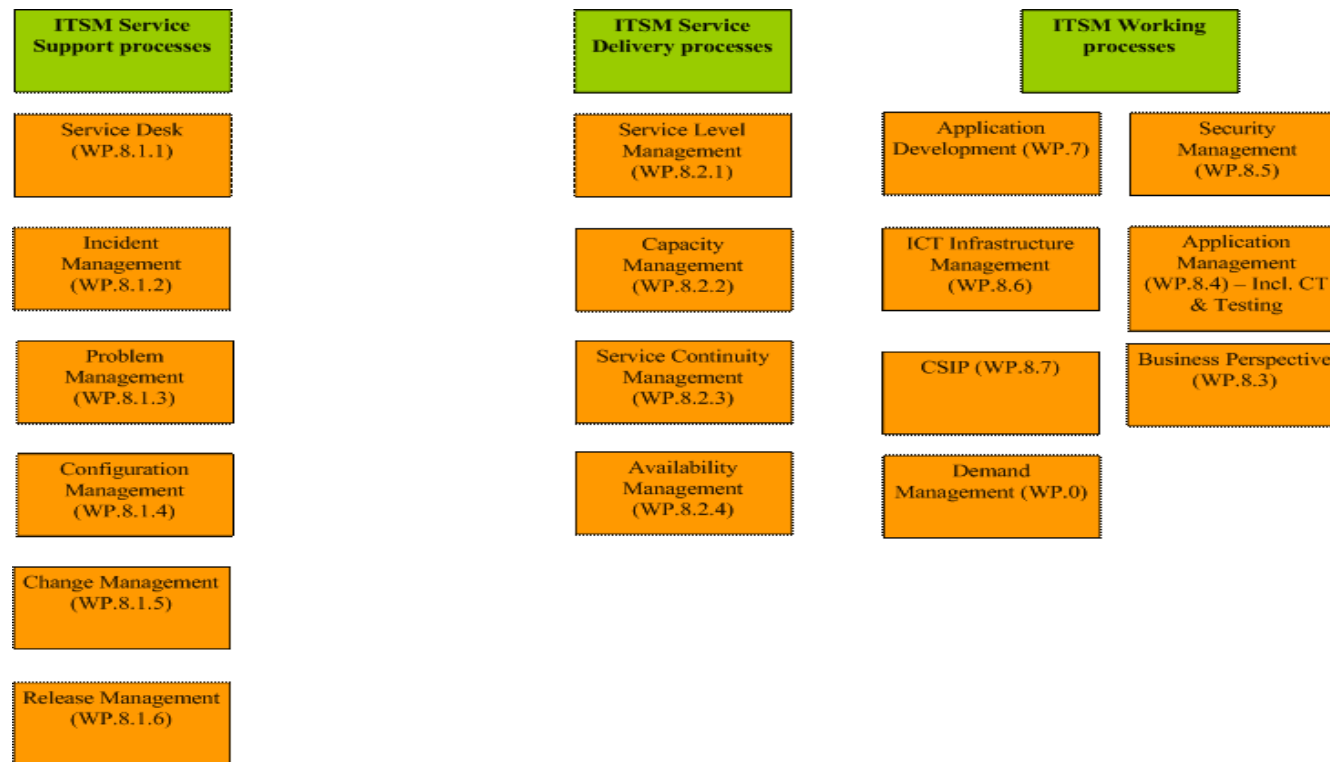 ITSM Service
Support processes
ITSM Service
Delivery processes
ITSM Working
processes
Service Desk
(WP.8.1.1)
Service Level
Management
(WP.8.2.1)
Application
Development (WP.7)
Security
Management
(WP.8.5)
Incident
Management
(WP.8.1.2)
Capacity
Management
(WP.8.2.2)
ICT Infrastructure
Management
(WP.8.6)
Application
Management
(WP.8.4) – Incl. CT
& Testing
Problem
Management
(WP.8.1.3)
Service Continuity
Management
(WP.8.2.3)
CSIP (WP.8.7)
Business Perspective
(WP.8.3)
Configuration
Management
(WP.8.1.4)
Availability
Management
(WP.8.2.4)
Demand
Management (WP.0)
Change Management
(WP.8.1.5)
Release Management
(WP.8.1.6)